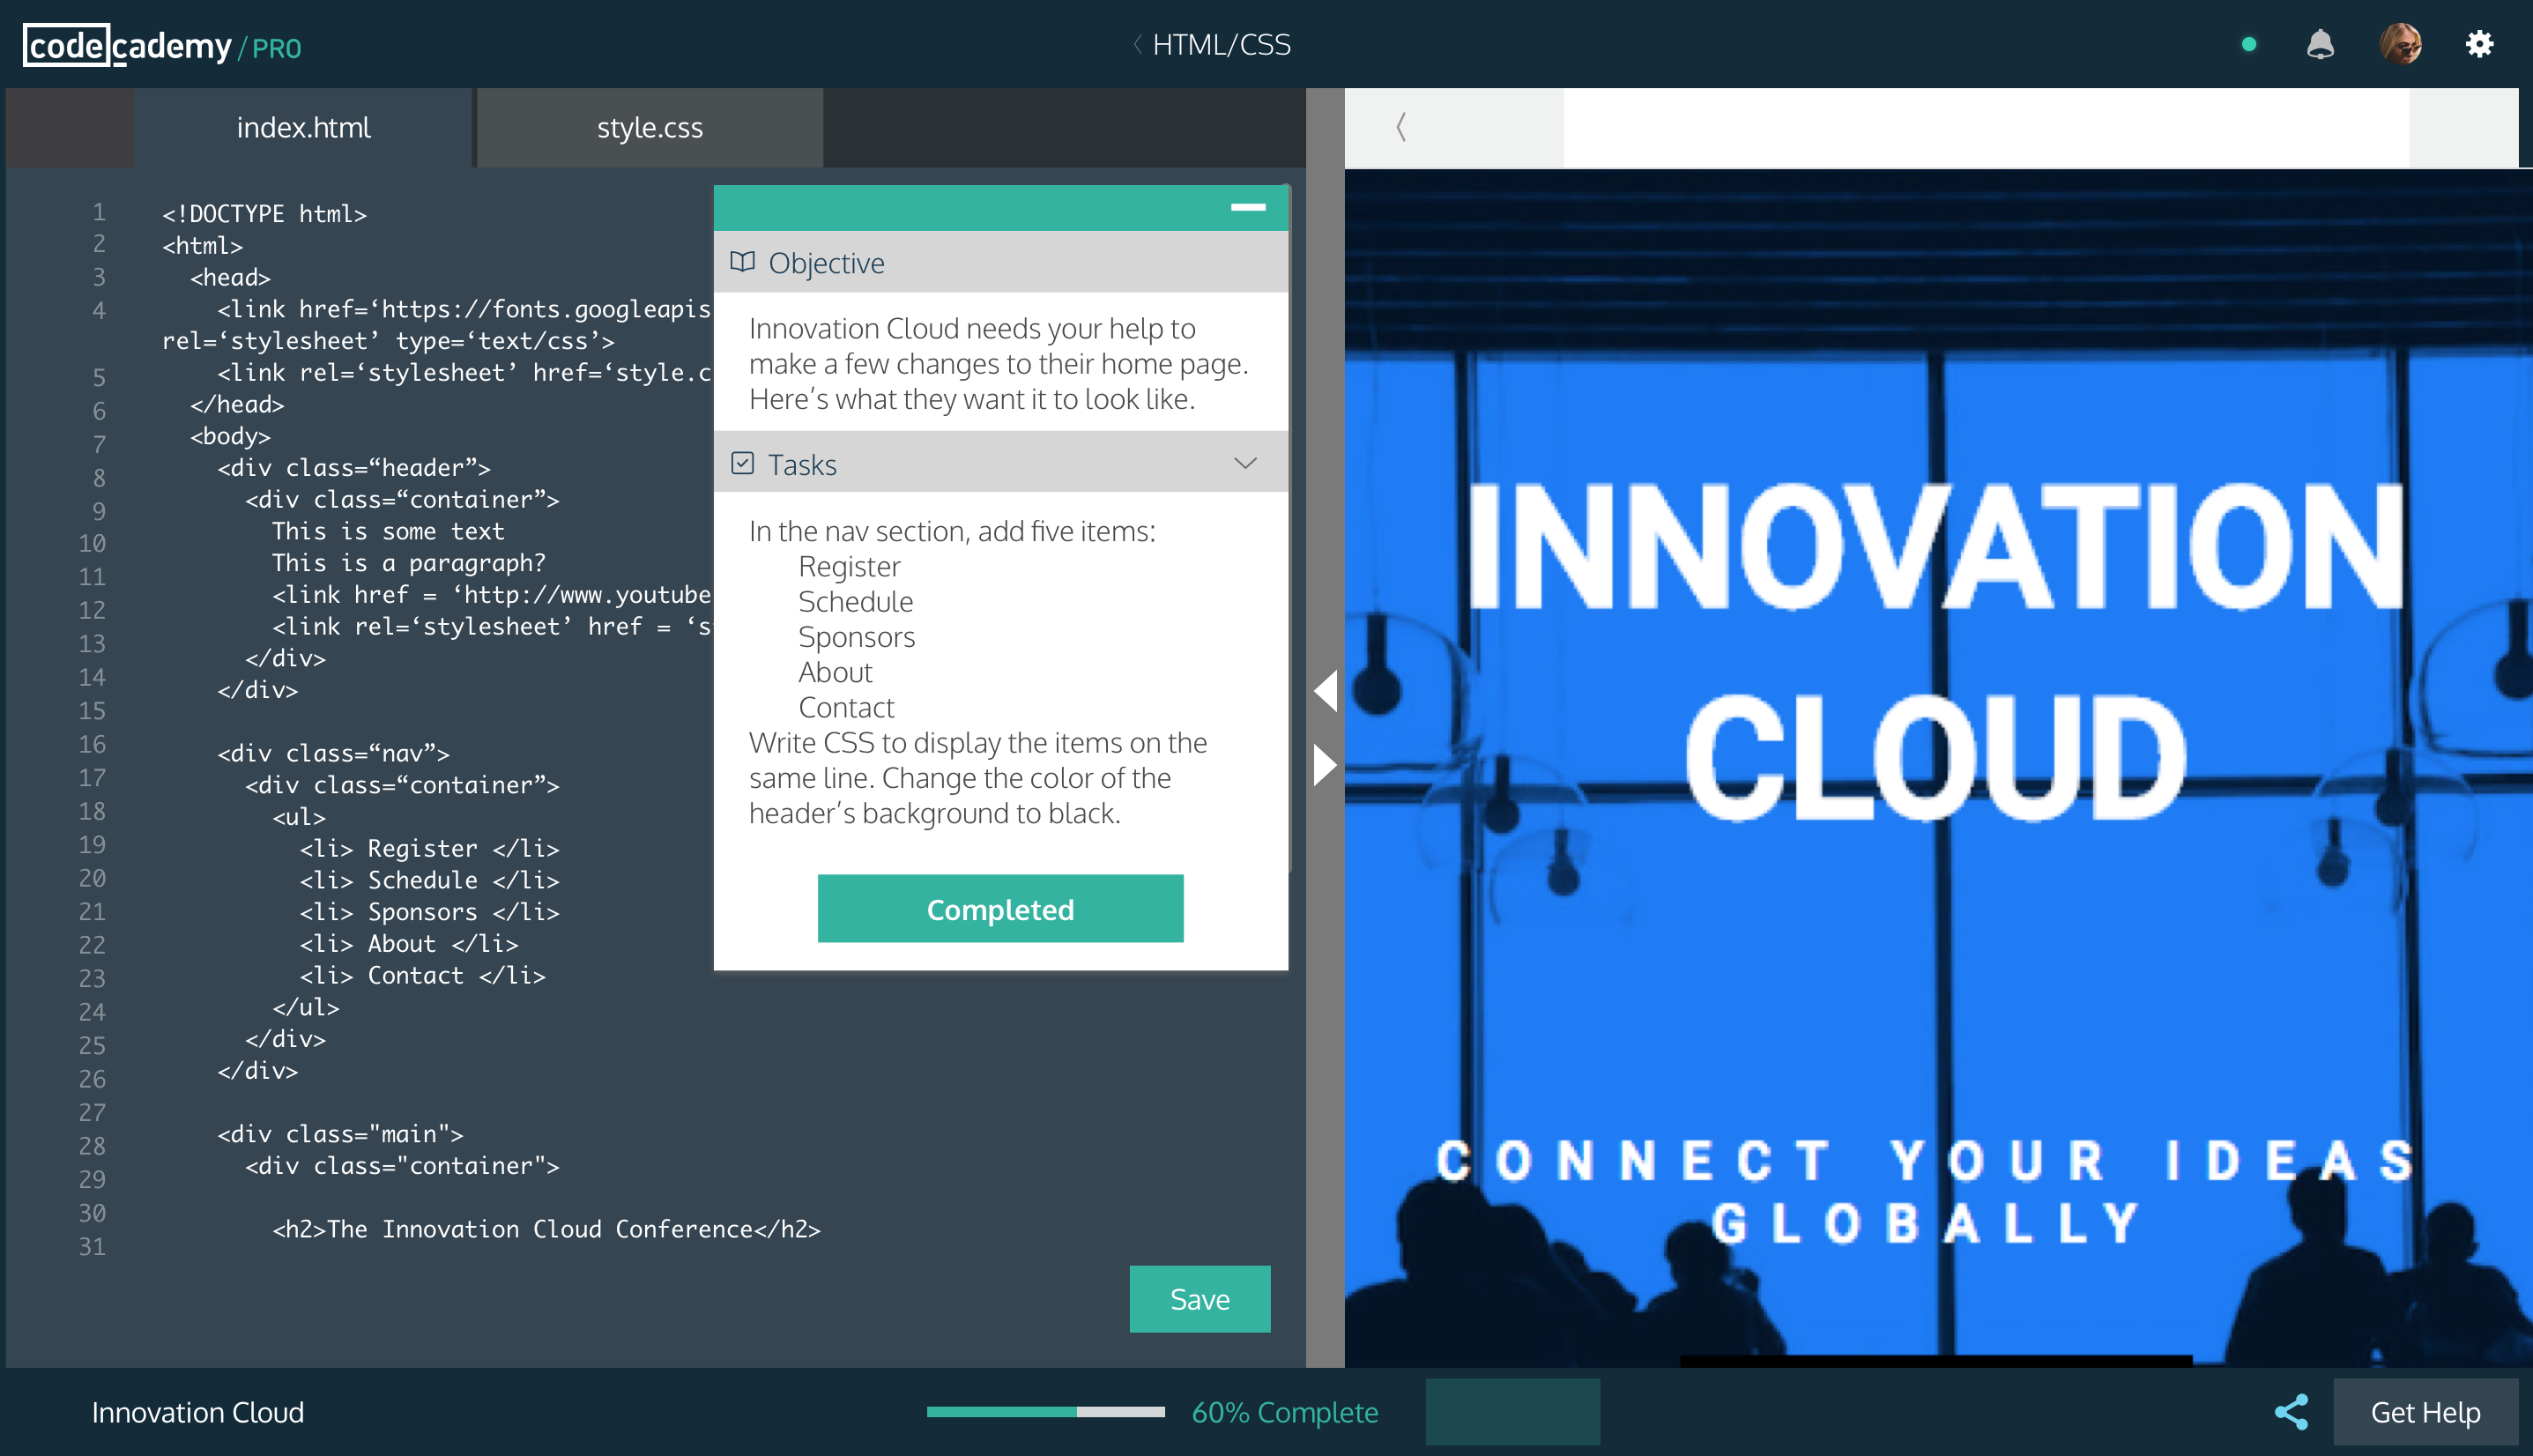 codecademy/PRO
HTML/CSS
index.html
style.css
1
2
3
4
5
6
7
8
9
10
11
12
13
14
15
16
17
18
19
20
21
22
23
24
25
26
27
28
29
30
31
<!DOCTYPE html>
<html>
<head>
<link href=‘https://fonts.googleapis
rel=‘stylesheet’ type=‘text/css’>
<link rel=‘stylesheet’ href=‘style.c
</head>
<body>
<div class=“header”>
<div class=“container”>
This is some text
This is a paragraph?
<link href = ‘http://www.youtube
<link rel=‘stylesheet’ href = ‘s
</div>
</div>
<div class=“nav”>
<div class=“container”>
<ul>
<li> Register </li>
<li> Schedule </li>
<li> Sponsors </li>
<li> About </li>
<li> Contact </li>
</ul>
</div>
</div>
<div class="main">
<div class="container">
<h2>The Innovation Cloud Conference</h2>
Objective
Innovation Cloud needs your help to
make a few changes to their home page.
Here’s what they want it to look like.
Tasks
In the nav section, add five items:
Register
Schedule
Sponsors
About
Contact
Write CSS to display the items on the
same line. Change the color of the
header’s background to black.
Completed
Save
INNOVATION
CLOUD
CONNECT YOUR IDEAS
GLOBALLY
Innovation Cloud
60% Complete
Get Help